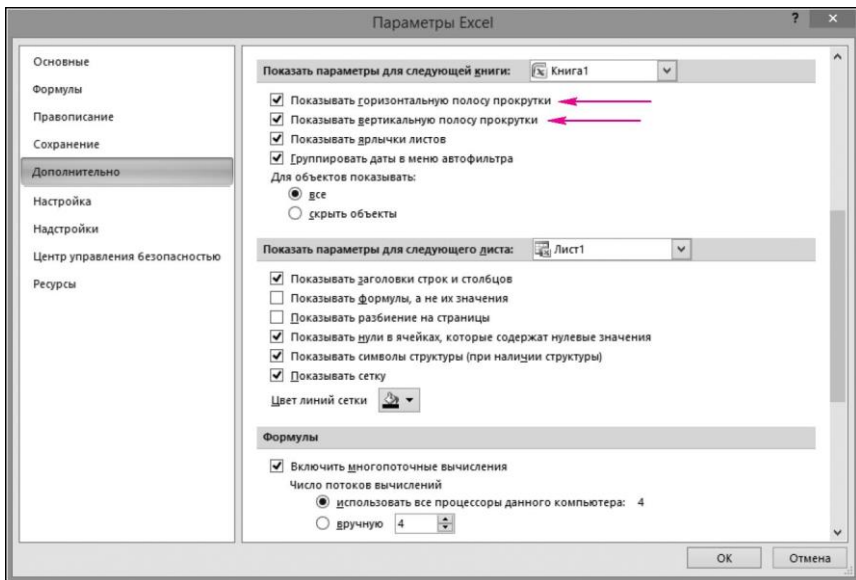 Параметры Excel
?
×
Основные
Формулы
Правописание
Сохранение
Дополнительно
Настройка
Надстройки
Центр управления безопасностью
Ресурсы
Показать параметры для следующей книги: Книга1
Показывать горизонтальную полосу прокрутки
Показывать вертикальную полосу прокрутки
Показывать ярлычки листов
Группировать даты в меню автофильтра
Для объектов показывать:
все
скрыть объекты
Показать параметры для следующего листа: Лист1
Показывать заголовки строк и столбцов
Показывать формулы, а не их значения
Показывать разбиение на страницы
Показывать нули в ячейках, которые содержат нулевые значения
Показывать символы структуры (при наличии структуры)
Показывать сетку
Цвет линий сетки
Формулы
Включить многопоточные вычисления
Число потоков вычислений
использовать все процессоры данного компьютера: 4
вручную 4
ОК Отмена